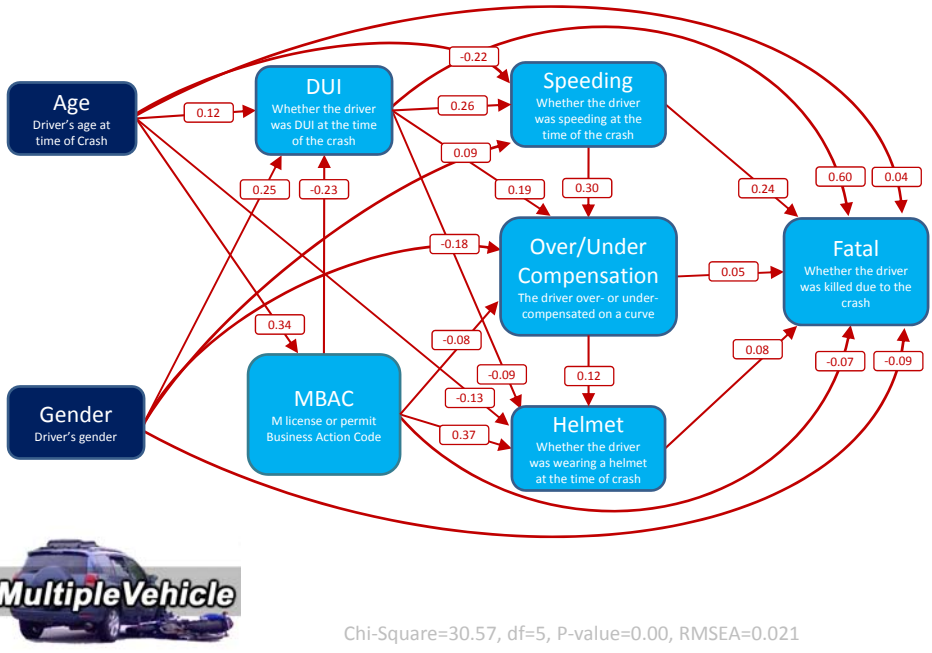 Age
Driver's age at
time of Crash
DUI
Whether the driver
was DUI at the time
of the crash
Speeding
Whether the driver
was speeding at the
time of the crash
-0.22
0.12
0.26
0.09
0.25
-0.23
0.19
0.30
0.24
0.60
0.04
Over/Under
Compensation
The driver over- or under-
compensated on a curve
-0.18
0.05
Fatal
Whether the driver
was killed due to the
crash
0.34
-0.08
-0.09
0.12
0.08
-0.07
-0.09
MBAC
M license or permit
Business Action Code
-0.13
0.37
Gender
Driver's gender
Helmet
Whether the driver
was wearing a helmet
at the time of crash
MultipleVehicle
Chi-Square=30.57, df=5, P-value=0.00, RMSEA=0.021